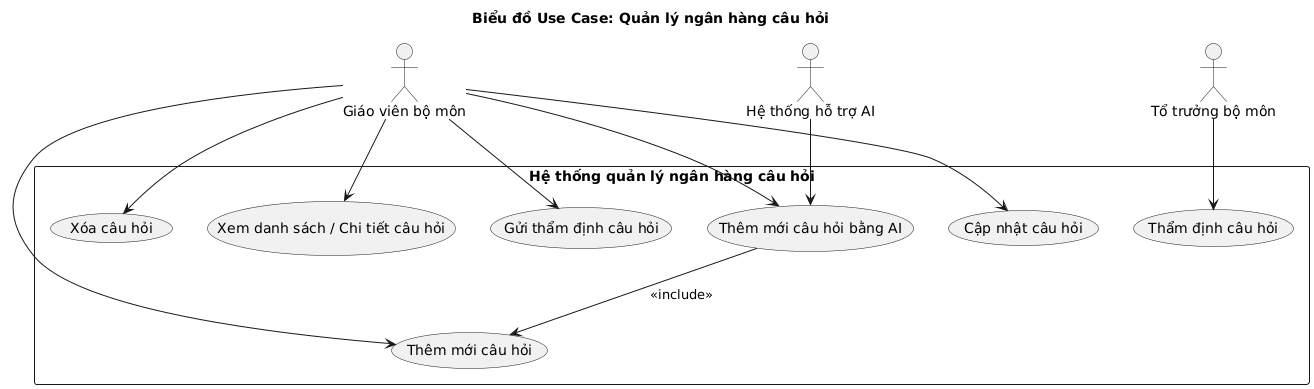 Biểu đồ Use Case: Quản lý ngân hàng câu hỏi
Giáo viên bộ môn
Hệ thống hỗ trợ AI
Tổ trưởng bộ môn
Hệ thống quản lý ngân hàng câu hỏi
Xóa câu hỏi
Xem danh sách / Chi tiết câu hỏi
Gửi thẩm định câu hỏi
Thêm mới câu hỏi bằng AI
Cập nhật câu hỏi
Thẩm định câu hỏi
«include»
Thêm mới câu hỏi